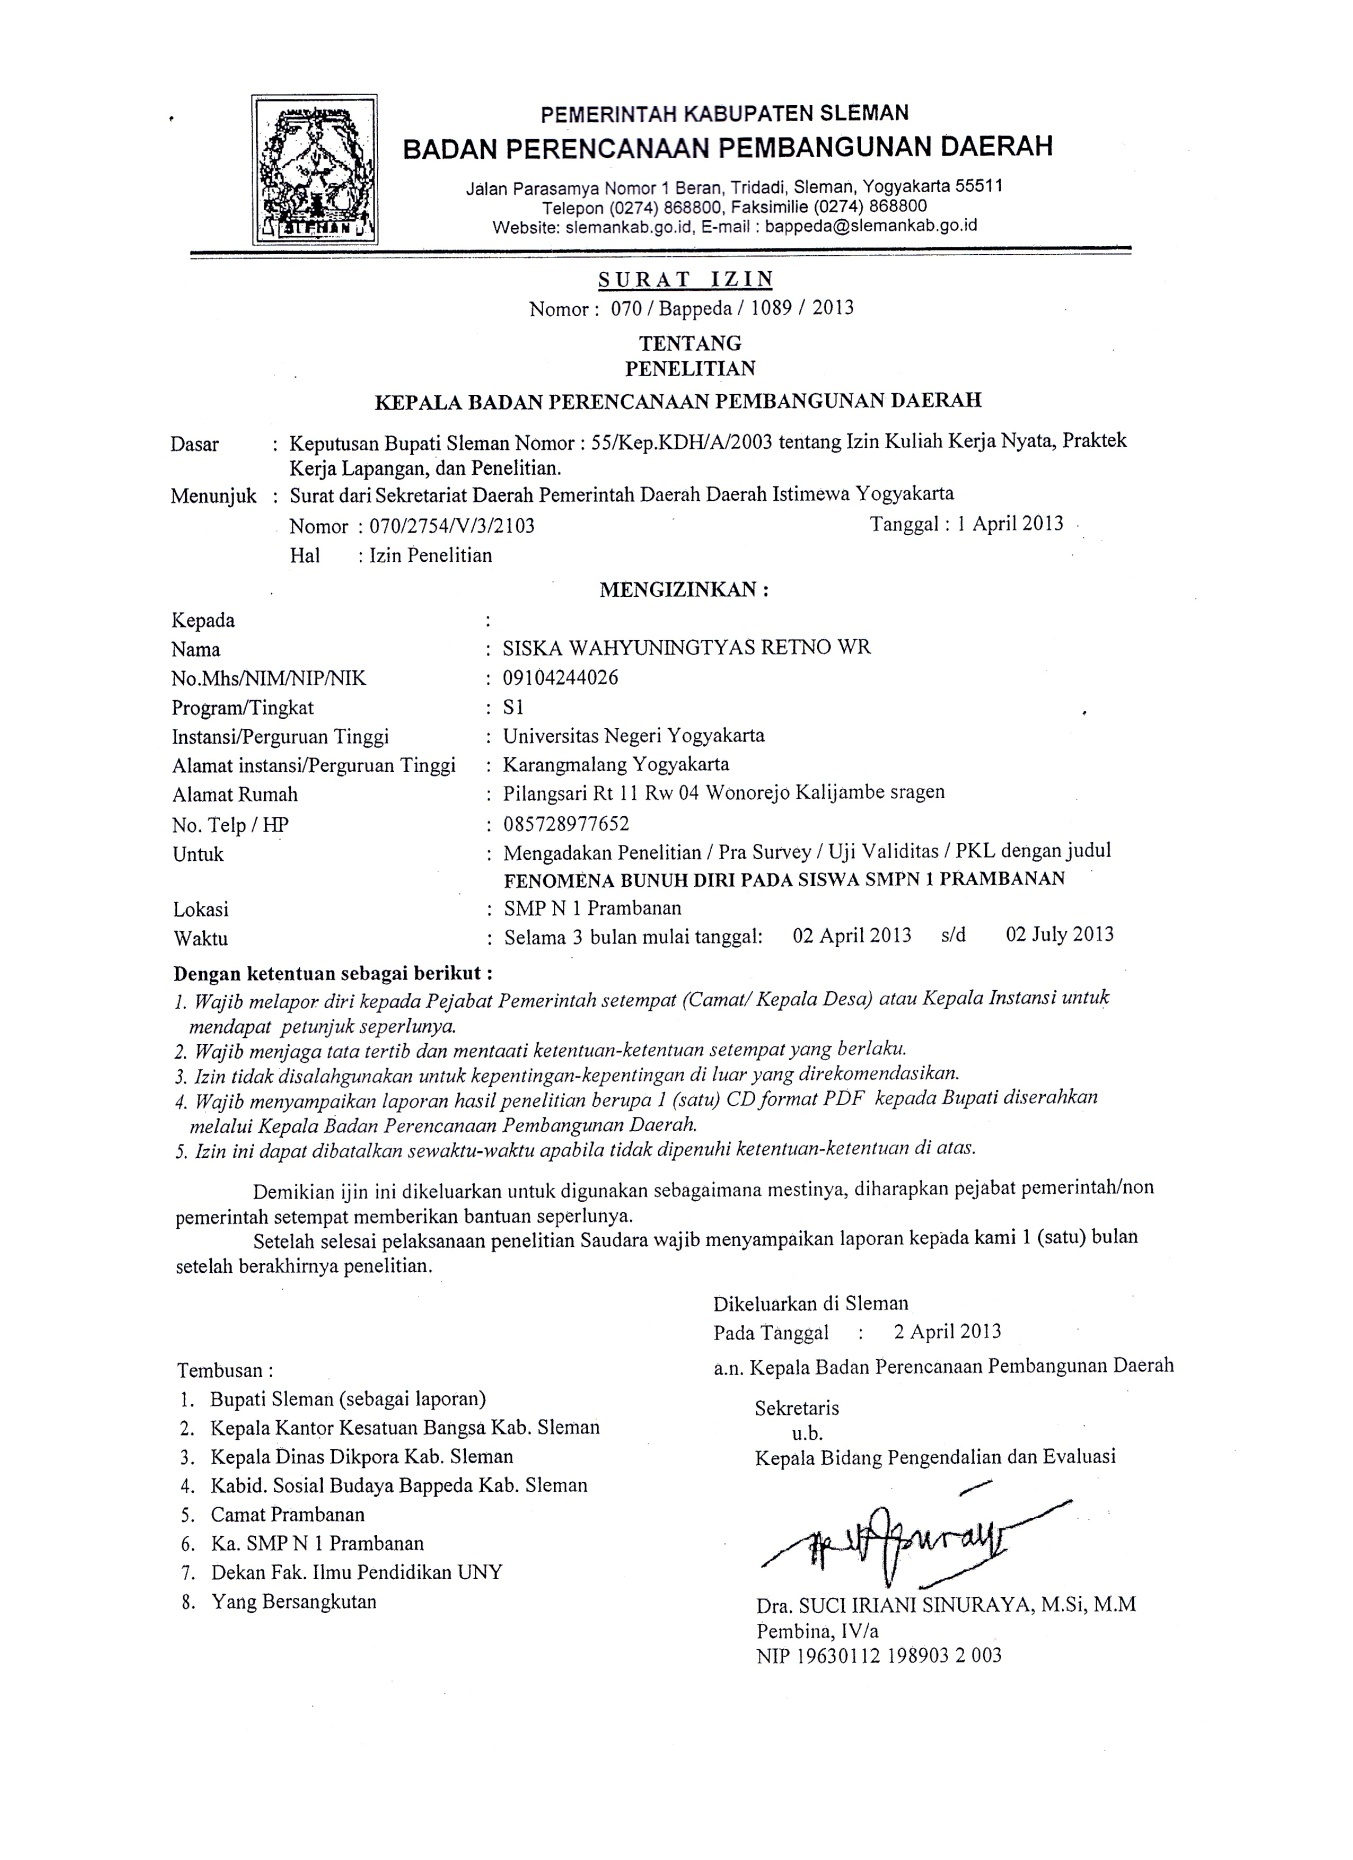 SLEMAN
PEMERINTAH KABUPATEN SLEMAN
BADAN PERENCANAAN PEMBANGUNAN DAERAH
Jalan Parasamya Nomor 1 Beran, Tridadi, Sleman, Yogyakarta 55511
Telepon (0274) 868800, Faksimilie (0274) 868800
Website: slemankab.go.id, E-mail : bappeda@slemankab.go.id
SURAT IZIN
Nomor : 070 / Bappeda / 1089 / 2013
TENTANG
PENELITIAN
KEPALA BADAN PERENCANAAN PEMBANGUNAN DAERAH
Dasar : Keputusan Bupati Sleman Nomor : 55/Kep.KDH/A/2003 tentang Izin Kuliah Kerja Nyata, Praktek
Kerja Lapangan, dan Penelitian.
Menunjuk : Surat dari Sekretariat Daerah Pemerintah Daerah Daerah Istimewa Yogyakarta
Nomor : 070/2754/V/3/2103 Tanggal : 1 April 2013
Hal : Izin Penelitian
MENGIZINKAN :
Kepada :
Nama : SISKA WAHYUNINGTYAS RETNO WR
No.Mhs/NIM/NIP/NIK : 09104244026
Program/Tingkat : S1
Instansi/Perguruan Tinggi : Universitas Negeri Yogyakarta
Alamat instansi/Perguruan Tinggi : Karangmalang Yogyakarta
Alamat Rumah : Pilangsari Rt 11 Rw 04 Wonorejo Kalijambe sragen
No. Telp / HP : 085728977652
Untuk : Mengadakan Penelitian / Pra Survey / Uji Validitas / PKL dengan judul
FENOMENA BUNUH DIRI PADA SISWA SMPN 1 PRAMBANAN
Lokasi : SMP N 1 Prambanan
Waktu : Selama 3 bulan mulai tanggal: 02 April 2013 s/d 02 July 2013
Dengan ketentuan sebagai berikut :
1. Wajib melapor diri kepada Pejabat Pemerintah setempat (Camat/ Kepala Desa) atau Kepala Instansi untuk
mendapat petunjuk seperlunya.
2. Wajib menjaga tata tertib dan mentaati ketentuan-ketentuan setempat yang berlaku.
3. Izin tidak disalahgunakan untuk kepentingan-kepentingan di luar yang direkomendasikan.
4. Wajib menyampaikan laporan hasil penelitian berupa 1 (satu) CD format PDF kepada Bupati diserahkan
melalui Kepala Badan Perencanaan Pembangunan Daerah.
5. Izin ini dapat dibatalkan sewaktu-waktu apabila tidak dipenuhi ketentuan-ketentuan di atas.
Demikian ijin ini dikeluarkan untuk digunakan sebagaimana mestinya, diharapkan pejabat pemerintah/non
pemerintah setempat memberikan bantuan seperlunya.
Setelah selesai pelaksanaan penelitian Saudara wajib menyampaikan laporan kepada kami 1 (satu) bulan
setelah berakhirnya penelitian.
Dikeluarkan di Sleman
Pada Tanggal : 2 April 2013
a.n. Kepala Badan Perencanaan Pembangunan Daerah
Sekretaris
u.b.
Kepala Bidang Pengendalian dan Evaluasi
Dra. SUCI IRIANI SINURAYA, M.Si, M.M
Pembina, IV/a
NIP 19630112 198903 2 003
Tembusan :
1. Bupati Sleman (sebagai laporan)
2. Kepala Kantor Kesatuan Bangsa Kab. Sleman
3. Kepala Dinas Dikpora Kab. Sleman
4. Kabid. Sosial Budaya Bappeda Kab. Sleman
5. Camat Prambanan
6. Ka. SMP N 1 Prambanan
7. Dekan Fak. Ilmu Pendidikan UNY
8. Yang Bersangkutan